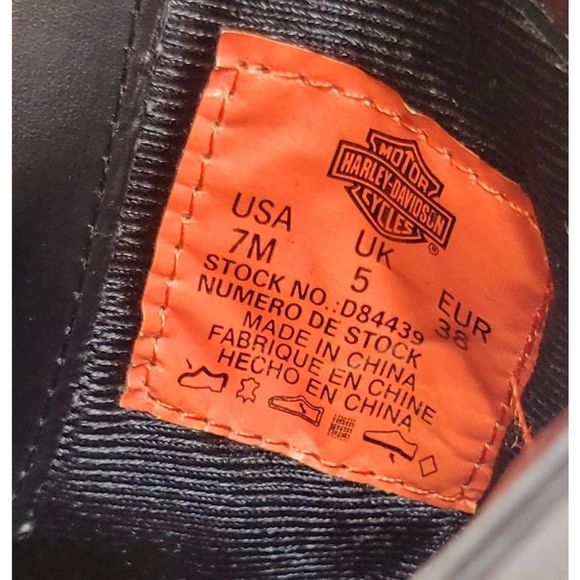 MOTOR
HARLEY-DAVIDSON
CYCLES
®
USA UK EUR
7M 5 38
STOCK NO.:D84439
NUMERO DE STOCK
MADE IN CHINA
FABRIQUE EN CHINE
HECHO EN CHINA